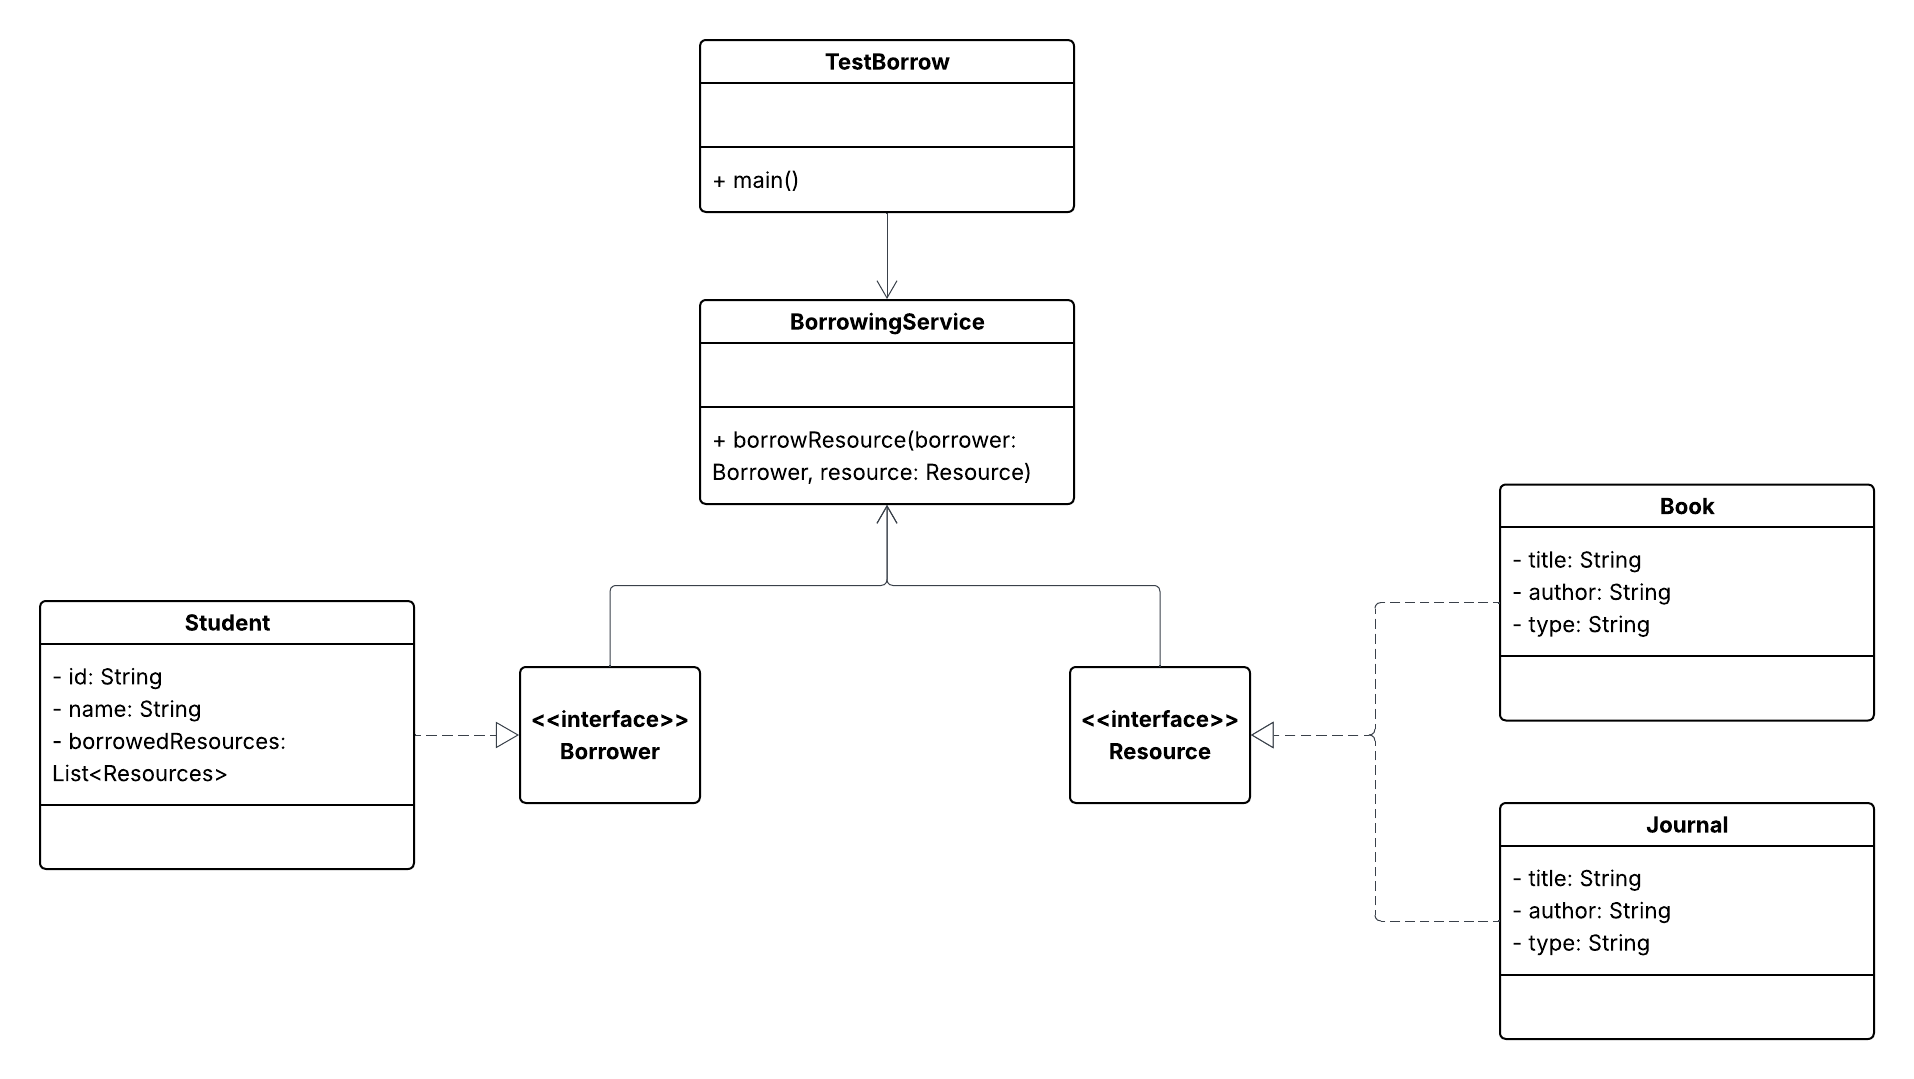 TestBorrow
+ main()
BorrowingService
+ borrowResource(borrower:
Borrower, resource: Resource)
Student
- id: String
- name: String
- borrowedResources:
List<Resources>
<<interface>>
Borrower
<<interface>>
Resource
Book
- title: String
- author: String
- type: String
Journal
- title: String
- author: String
- type: String